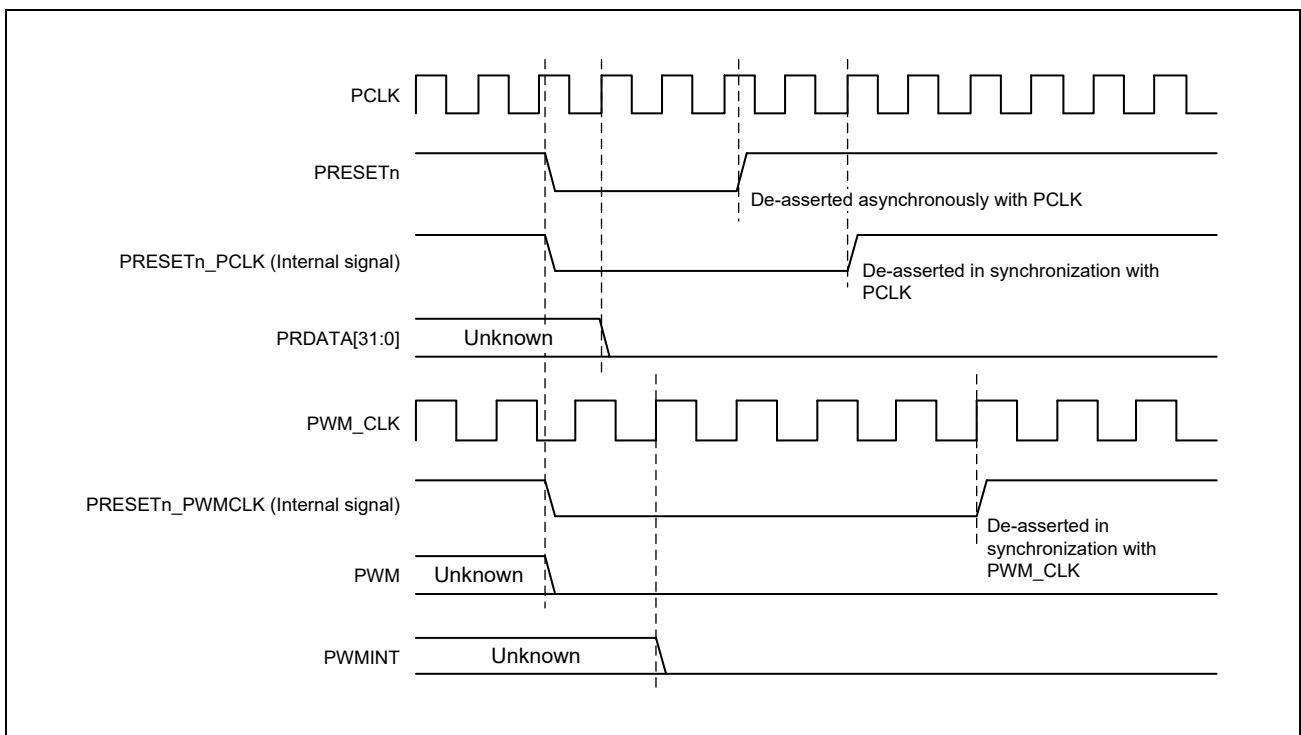 PCLK
PRESETn
De-asserted asynchronously with PCLK
PRESETn_PCLK (Internal signal)
De-asserted in synchronization with
PCLK
PRDATA[31:0]
Unknown
PWM_CLK
PRESETn_PWMCLK (Internal signal)
De-asserted in
synchronization with
PWM_CLK
PWM
Unknown
PWMINT
Unknown